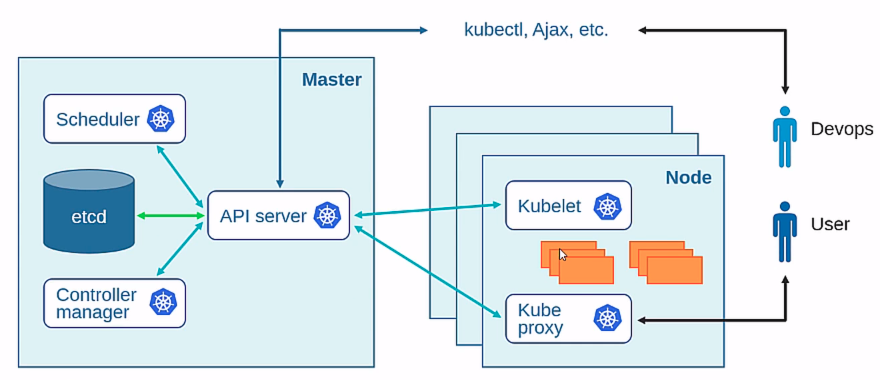 kubectl, Ajax, etc.
Master
Scheduler
etcd
API server
Controller
manager
Node
Kubelet
Kube
proxy
Devops
User